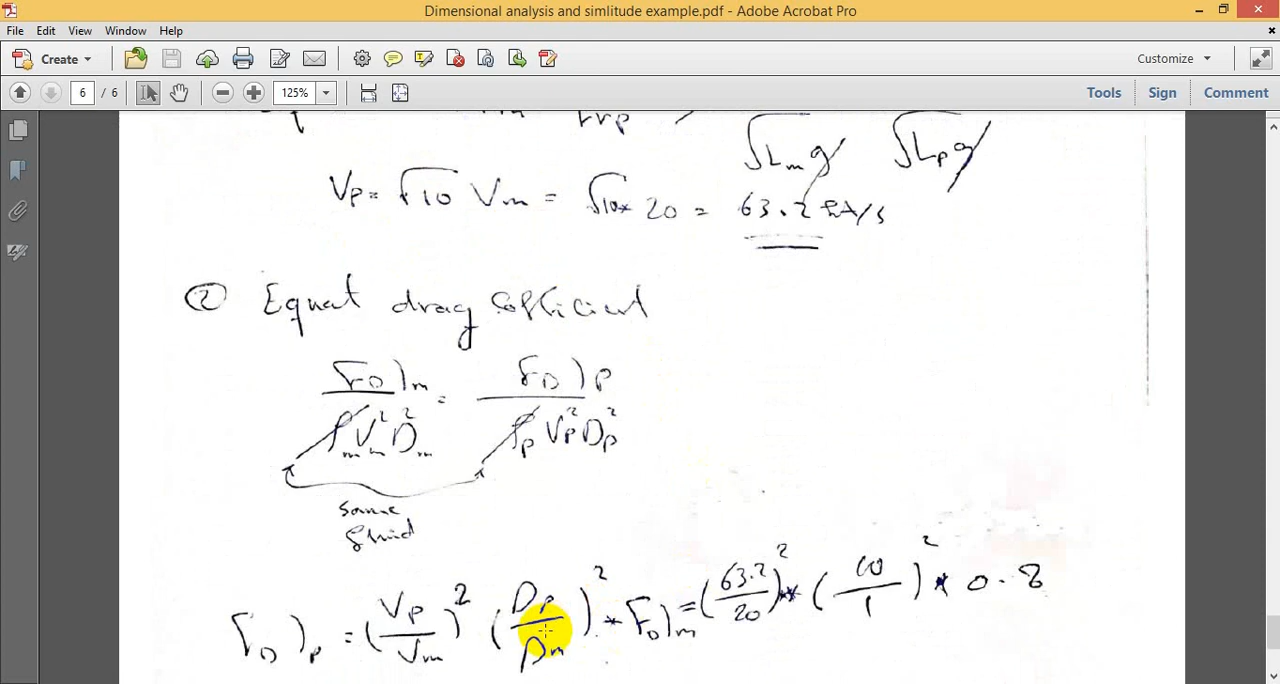 Dimensional analysis and simlitude example.pdf - Adobe Acrobat Pro
File Edit View Window Help
Create Customize
6 / 6 125% Tools Sign Comment
√Lm g √Lp g
Vp = √10 Vm = √10 * 20 = 63.2 ft/s
② Equal drag cofficient
FD)m / ρm Vm² Dm² = FD)p / ρp Vp² Dp²
same
fluid
FD)p = (Vp/Vm)² (Dp/Dm)² * FD)m = (63.2/20)² * (10/1)² * 0.8